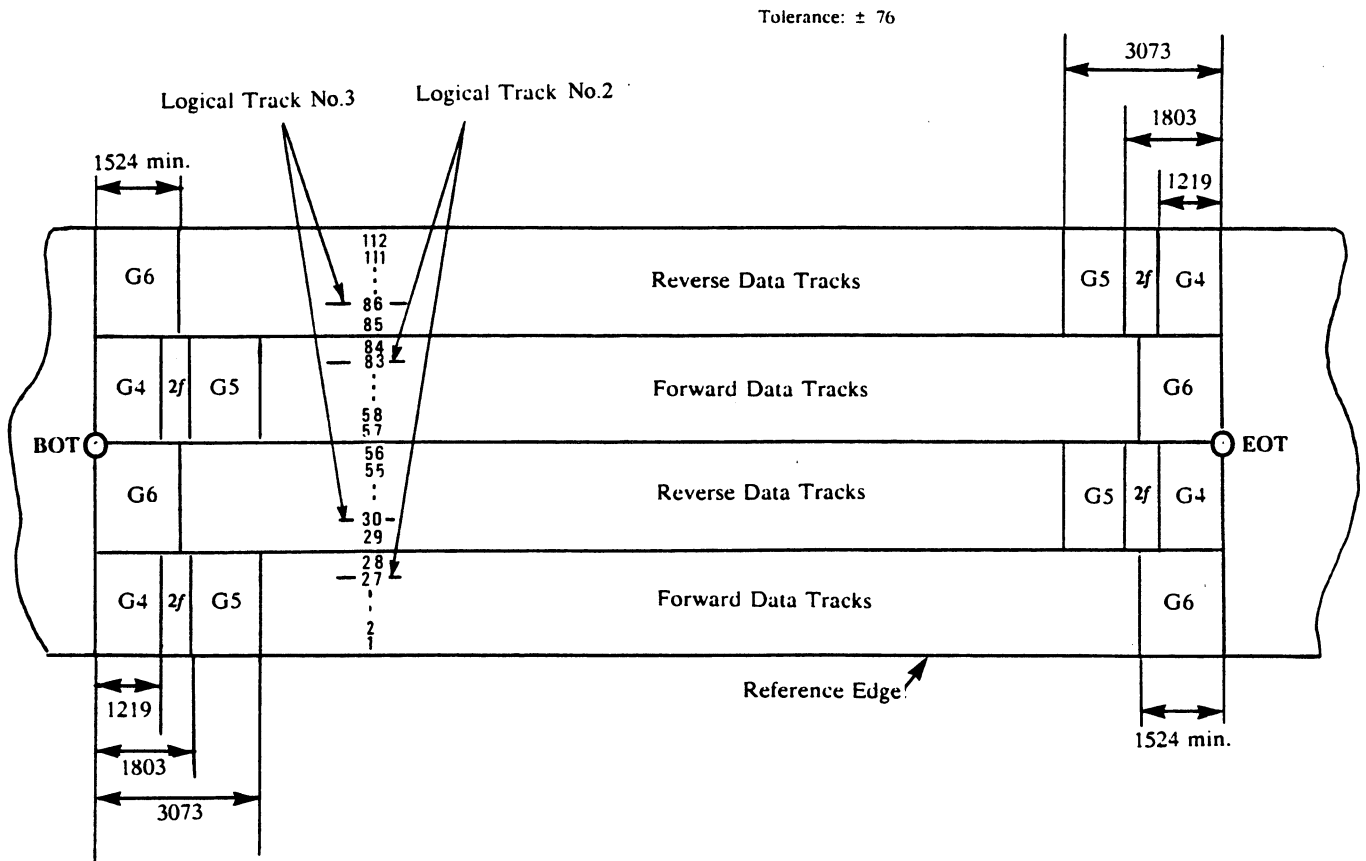 Tolerance: ± 76
3073
Logical Track No.3
Logical Track No.2
1803
1524 min.
1219
112
111
G6
Reverse Data Tracks
G5
2f
G4
86
85
84
83
G4
2f
G5
Forward Data Tracks
G6
58
57
BOT
EOT
56
55
G6
Reverse Data Tracks
G5
2f
G4
30
29
28
27
G4
2f
G5
Forward Data Tracks
G6
2
1
Reference Edge
1219
1524 min.
1803
3073